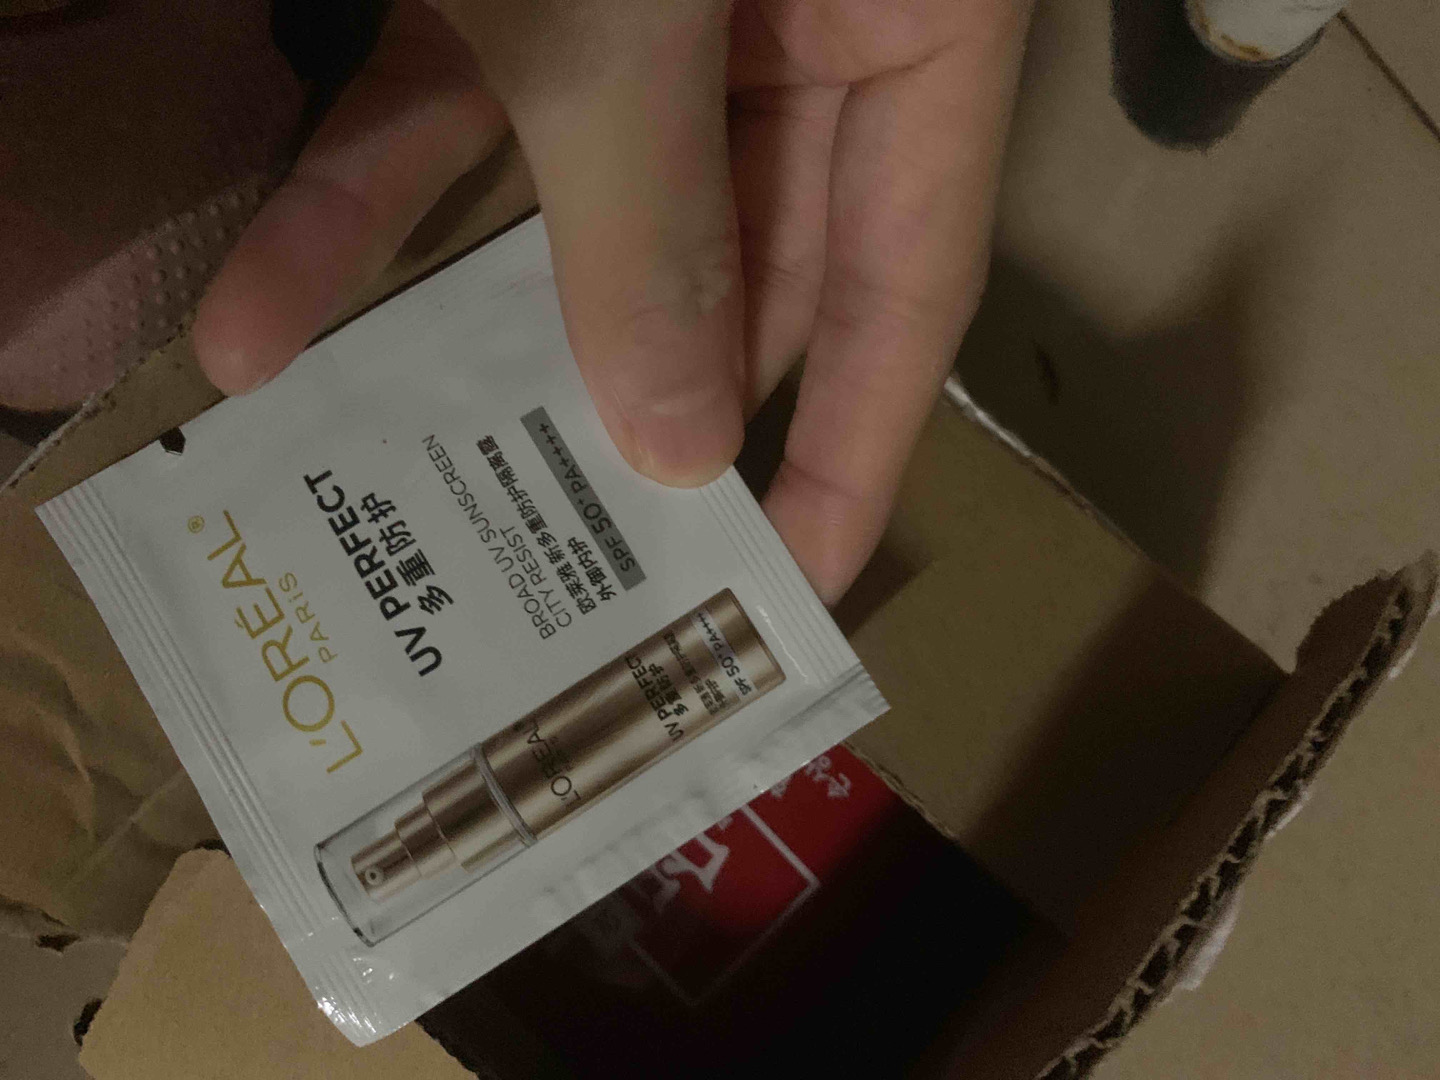 L'ORÉAL®
PARIS
UV PERFECT
多重防护
BROAD UV SUNSCREEN
CITY RESIST
欧莱雅新多重防护隔离露
外御内护
SPF 50+ PA++++
L'ORÉAL
PARIS
UV PERFECT
多重防护
SPF 50+ PA++++